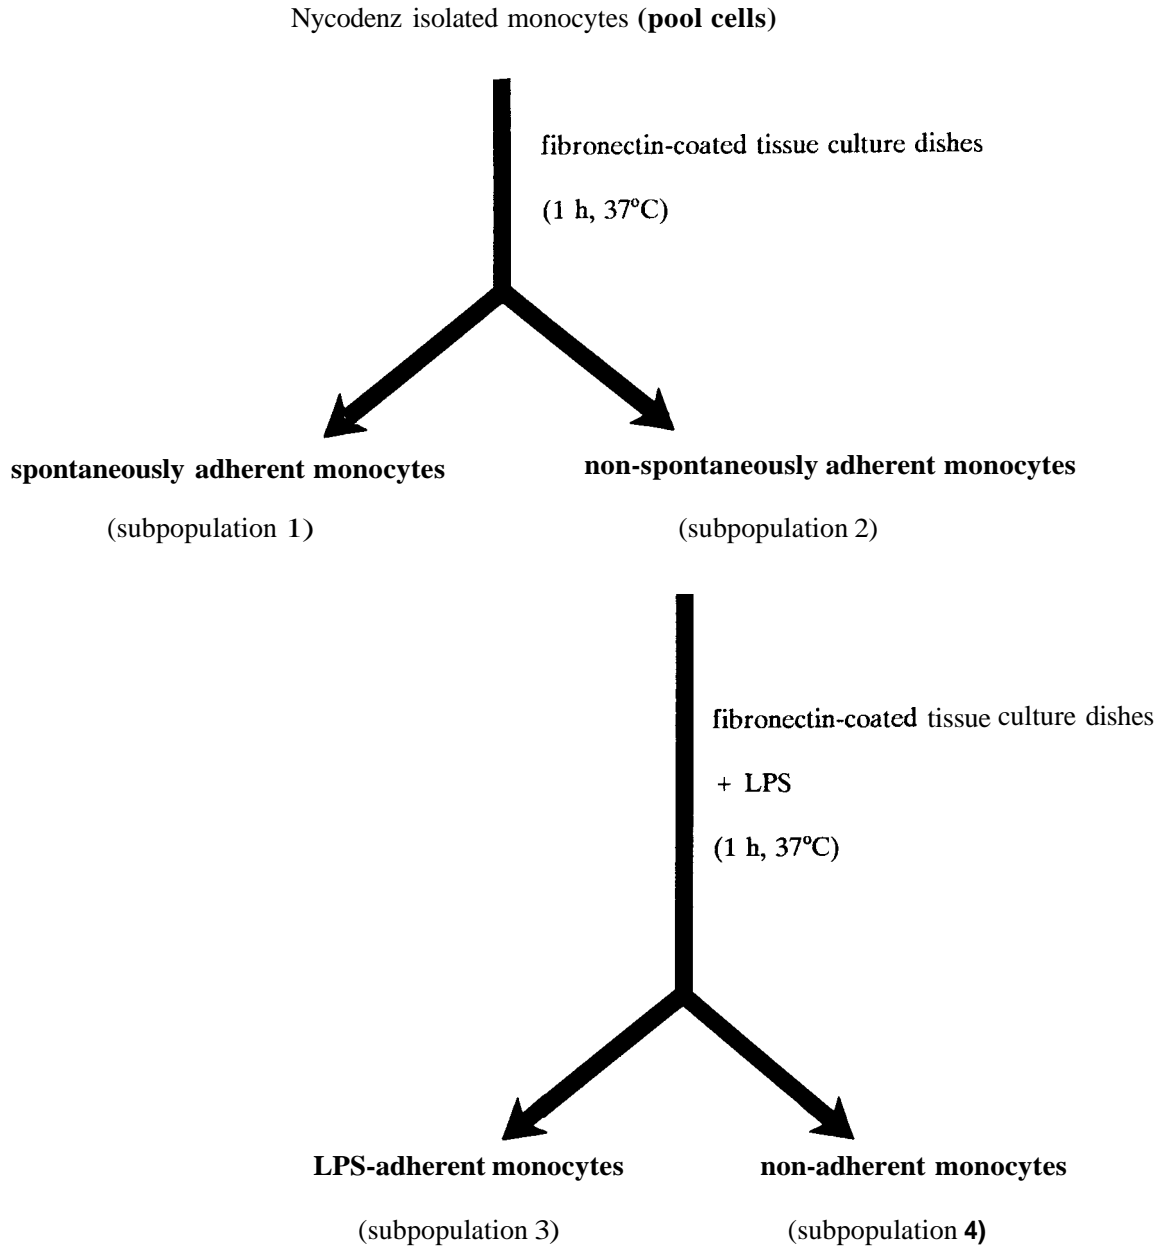 Nycodenz isolated monocytes (pool cells)
fibronectin-coated tissue culture dishes
(1 h, 37°C)
spontaneously adherent monocytes
(subpopulation 1)
non-spontaneously adherent monocytes
(subpopulation 2)
fibronectin-coated tissue culture dishes
+ LPS
(1 h, 37°C)
LPS-adherent monocytes
(subpopulation 3)
non-adherent monocytes
(subpopulation 4)